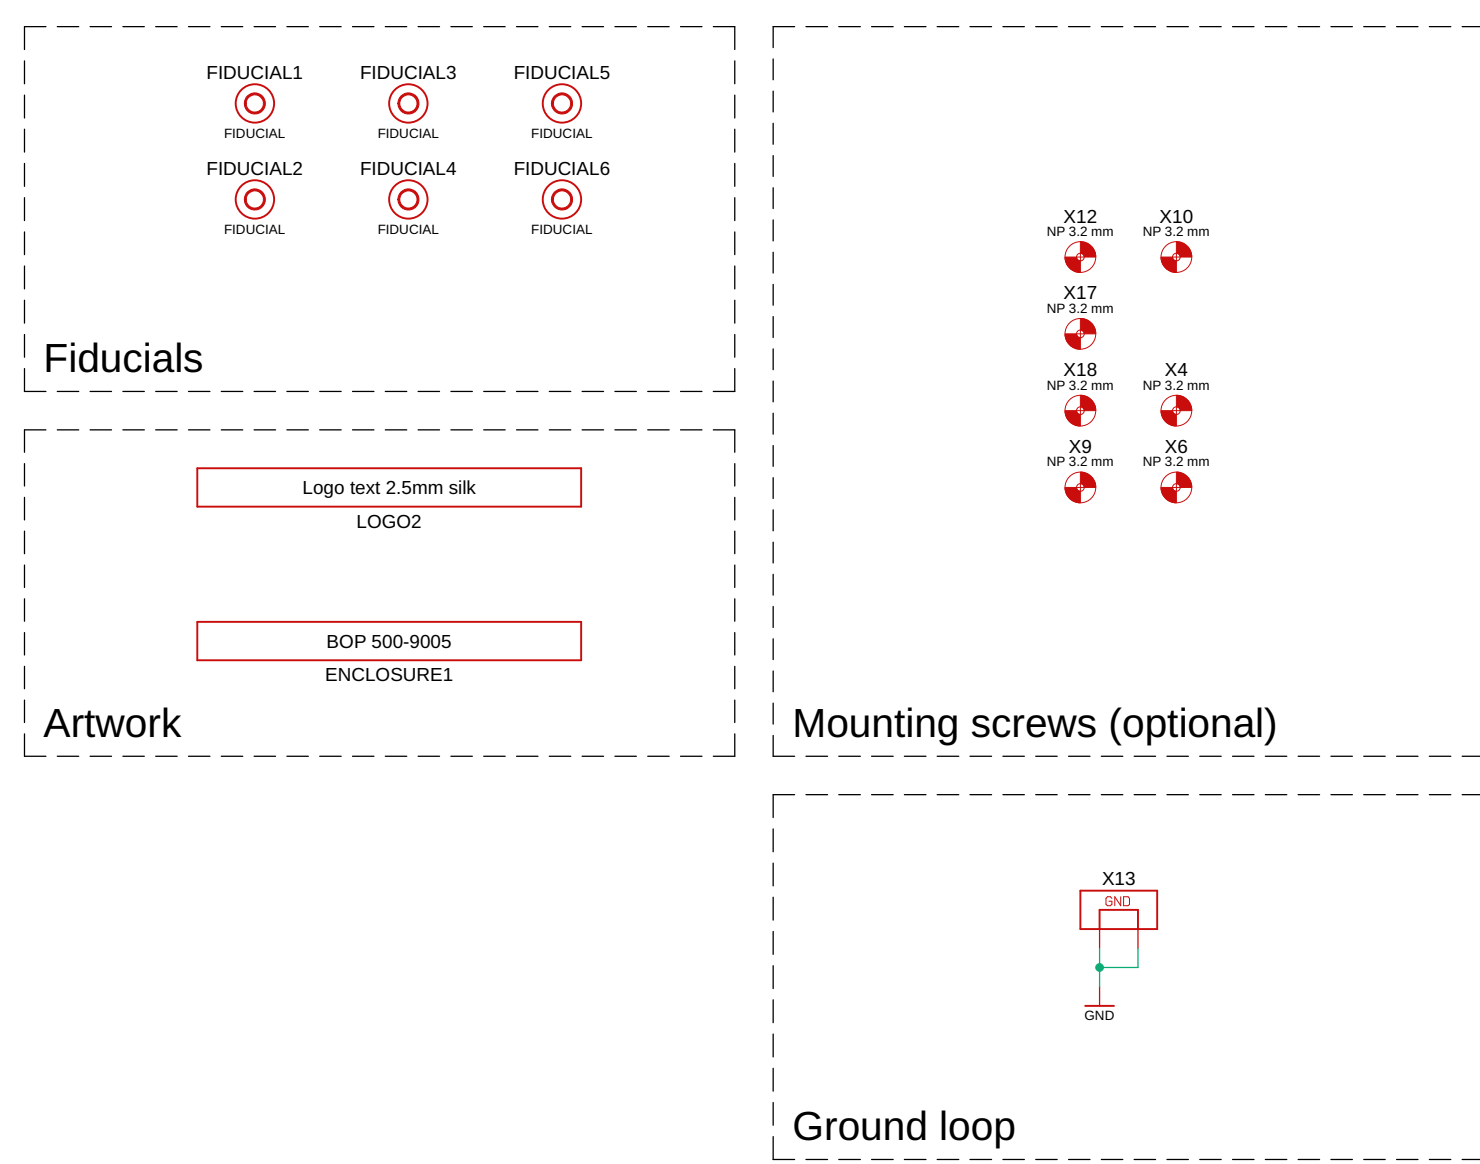 FIDUCIAL1 FIDUCIAL3 FIDUCIAL5
FIDUCIAL FIDUCIAL FIDUCIAL
FIDUCIAL2 FIDUCIAL4 FIDUCIAL6
FIDUCIAL FIDUCIAL FIDUCIAL
Fiducials
Logo text 2.5mm silk
LOGO2
BOP 500-9005
ENCLOSURE1
Artwork
X12 X10
NP 3.2 mm NP 3.2 mm
X17
NP 3.2 mm
X18 X4
NP 3.2 mm NP 3.2 mm
X9 X6
NP 3.2 mm NP 3.2 mm
Mounting screws (optional)
X13
GND
GND
Ground loop